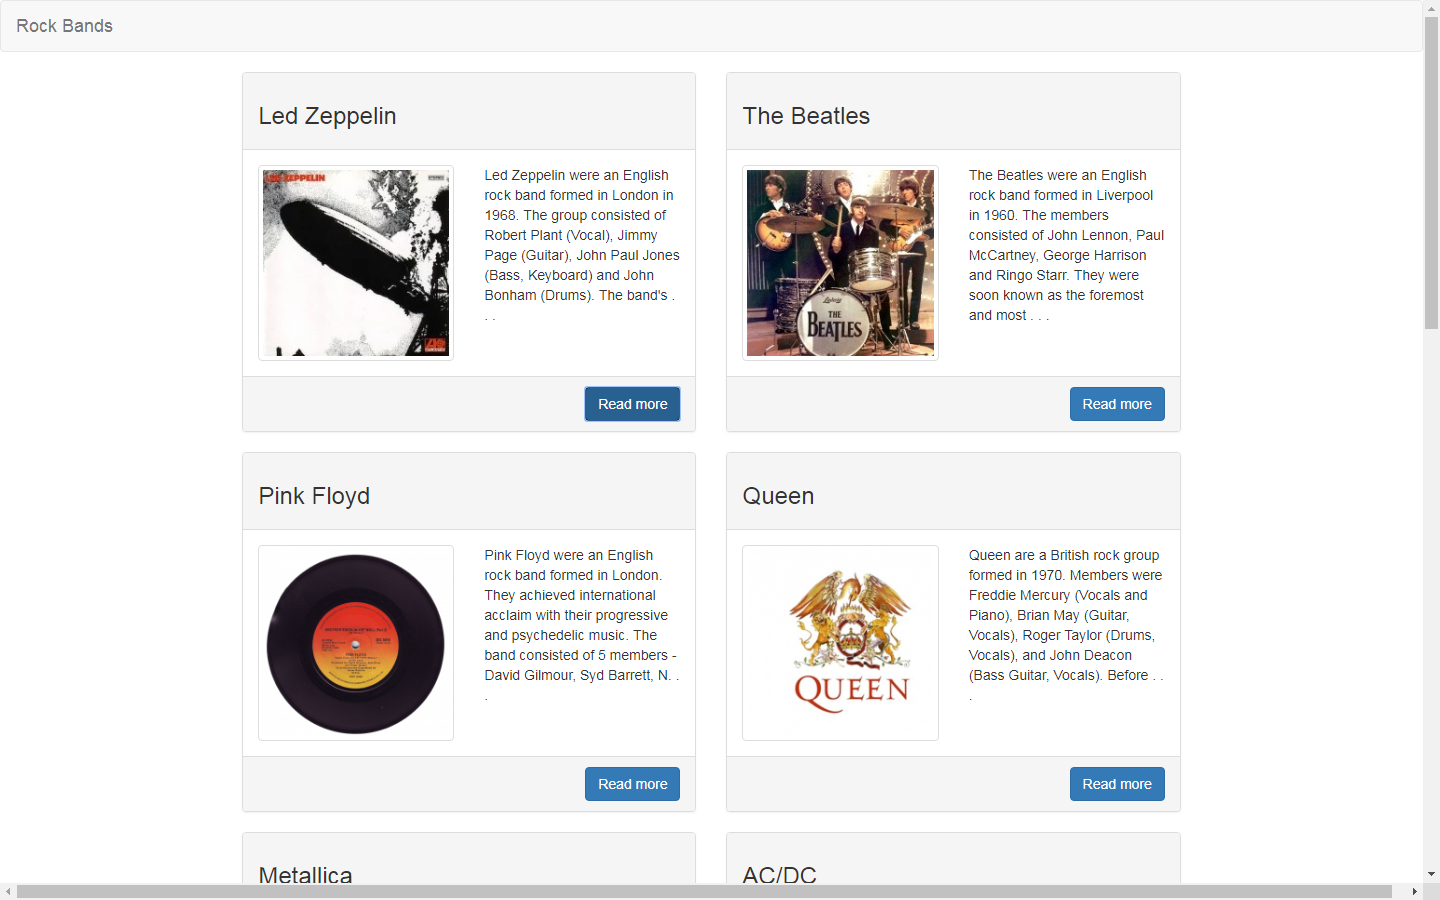 Rock Bands
Led Zeppelin
LED ZEPPELIN
Led Zeppelin were an English
rock band formed in London in
1968. The group consisted of
Robert Plant (Vocal), Jimmy
Page (Guitar), John Paul Jones
(Bass, Keyboard) and John
Bonham (Drums). The band's .
. .
Read more
The Beatles
THE
BEATLES
The Beatles were an English
rock band formed in Liverpool
in 1960. The members
consisted of John Lennon, Paul
McCartney, George Harrison
and Ringo Starr. They were
soon known as the foremost
and most . . .
Read more
Pink Floyd
Pink Floyd were an English
rock band formed in London.
They achieved international
acclaim with their progressive
and psychedelic music. The
band consisted of 5 members -
David Gilmour, Syd Barrett, N. .
.
Read more
Queen
QUEEN
Queen are a British rock group
formed in 1970. Members were
Freddie Mercury (Vocals and
Piano), Brian May (Guitar,
Vocals), Roger Taylor (Drums,
Vocals), and John Deacon
(Bass Guitar, Vocals). Before . .
.
Read more
Metallica
AC/DC